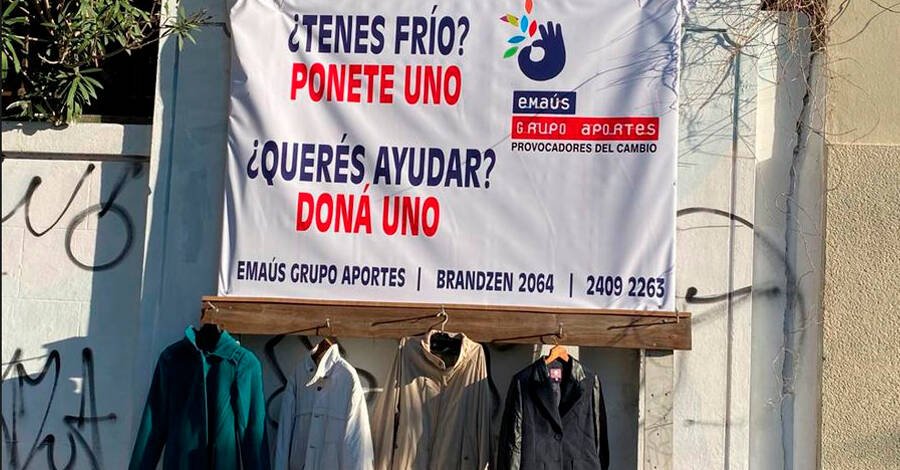 ¿TENES FRÍO?
PONETE UNO
¿QUERÉS AYUDAR?
DONÁ UNO
EMAÚS GRUPO APORTES | BRANDZEN 2064 | 2409 2263
emaús
GRUPO APORTES
PROVOCADORES DEL CAMBIO